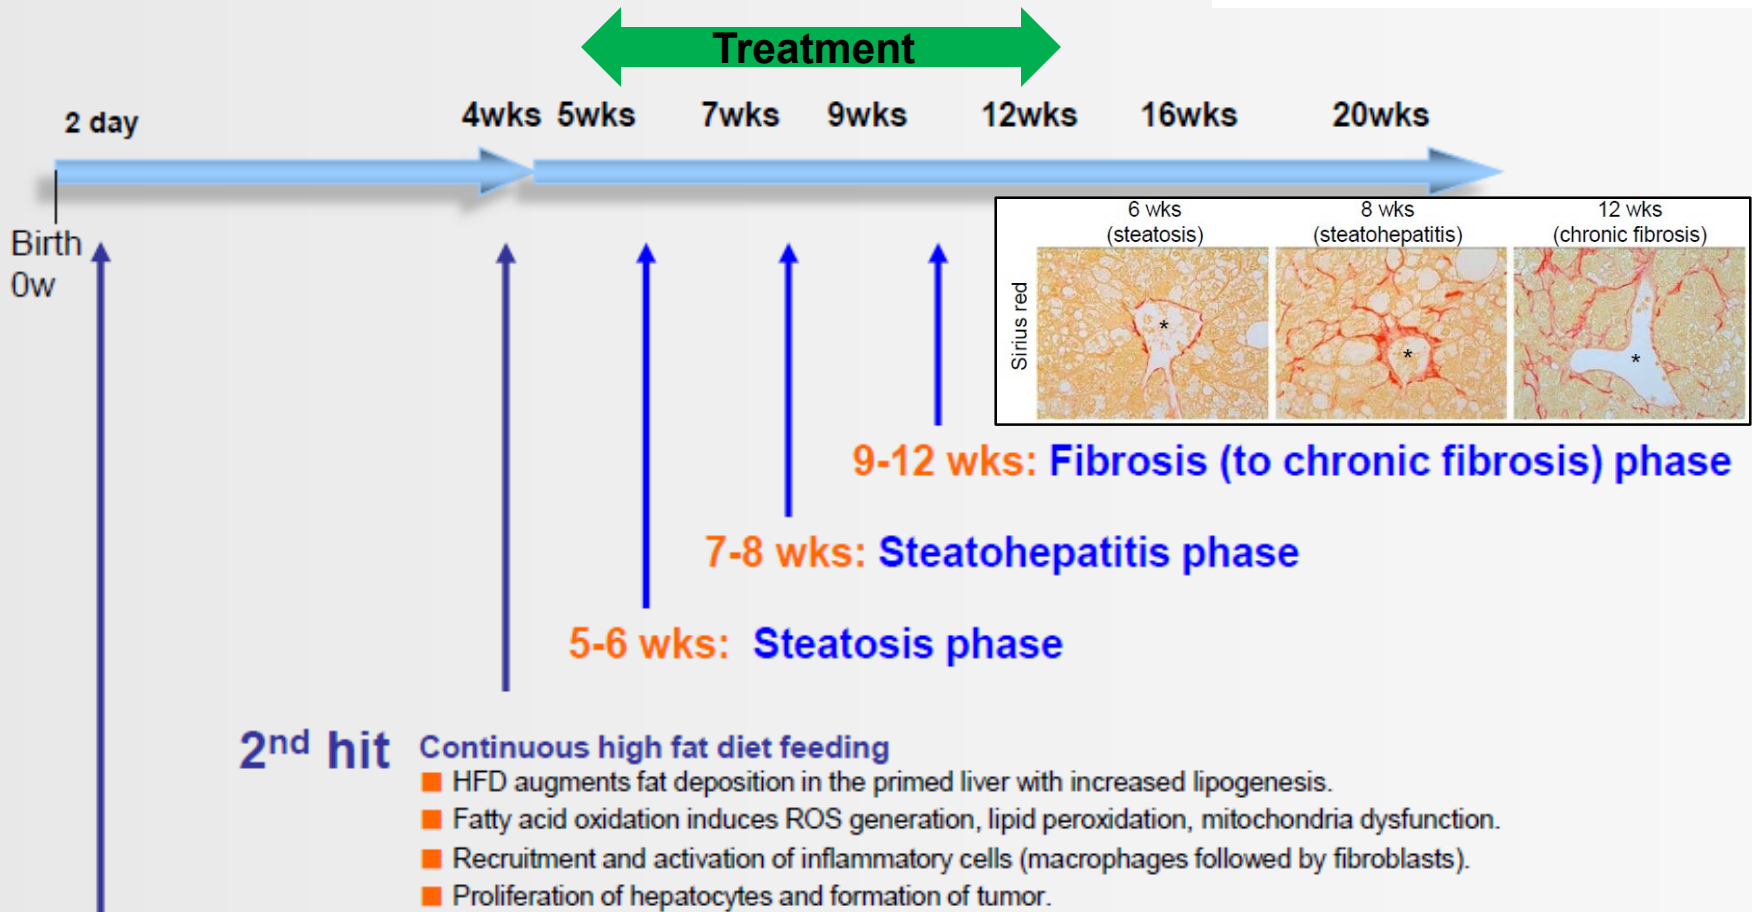 Treatment
2 day
4wks 5wks 7wks 9wks 12wks 16wks 20wks
Birth
0w
6 wks
(steatosis)
8 wks
(steatohepatitis)
12 wks
(chronic fibrosis)
Sirius red
*
*
*
9-12 wks: Fibrosis (to chronic fibrosis) phase
7-8 wks: Steatohepatitis phase
5-6 wks: Steatosis phase
2nd hit Continuous high fat diet feeding
HFD augments fat deposition in the primed liver with increased lipogenesis.
Fatty acid oxidation induces ROS generation, lipid peroxidation, mitochondria dysfunction.
Recruitment and activation of inflammatory cells (macrophages followed by fibroblasts).
Proliferation of hepatocytes and formation of tumor.